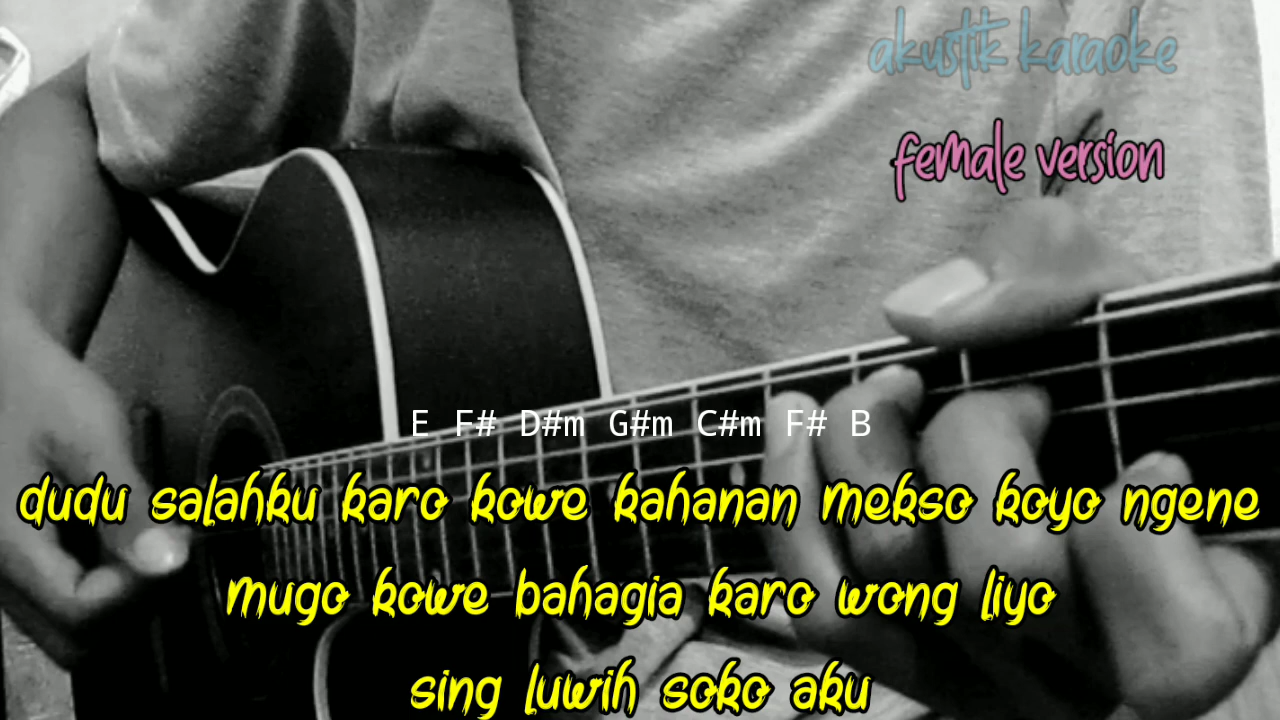 akustik karaoke
female version
E F# D#m G#m C#m F# B
dudu salahku karo kowe kahanan mekso koyo ngene
mugo kowe bahagia karo wong liyo
sing luwih soko aku